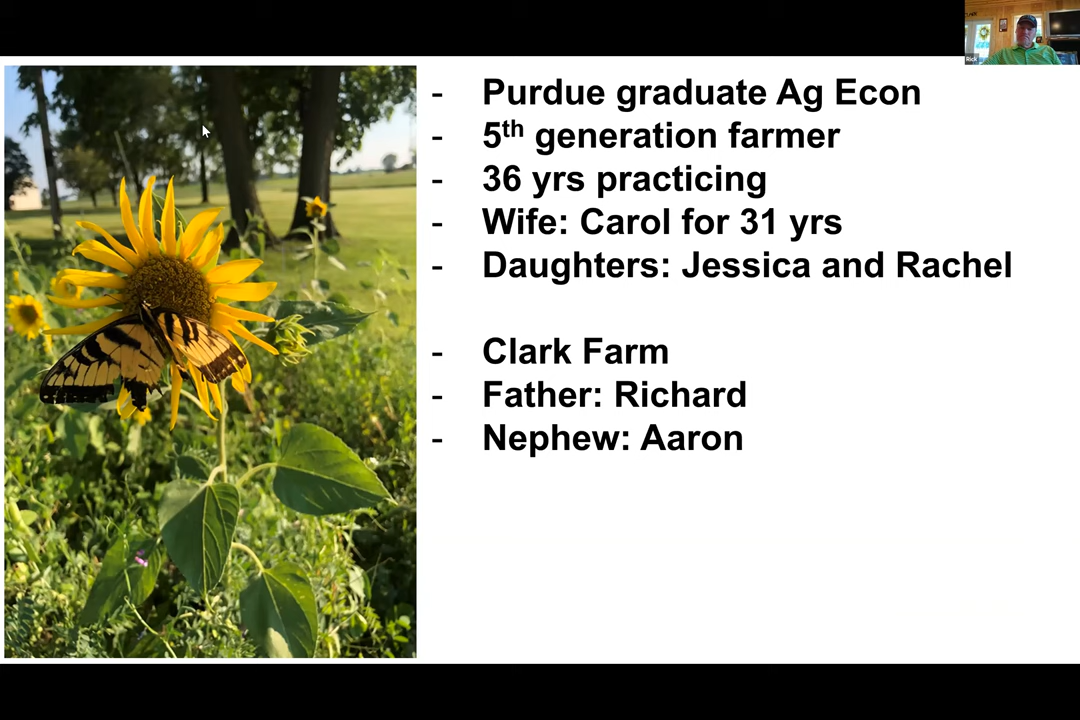 Rick
- Purdue graduate Ag Econ
- 5th generation farmer
- 36 yrs practicing
- Wife: Carol for 31 yrs
- Daughters: Jessica and Rachel
- Clark Farm
- Father: Richard
- Nephew: Aaron